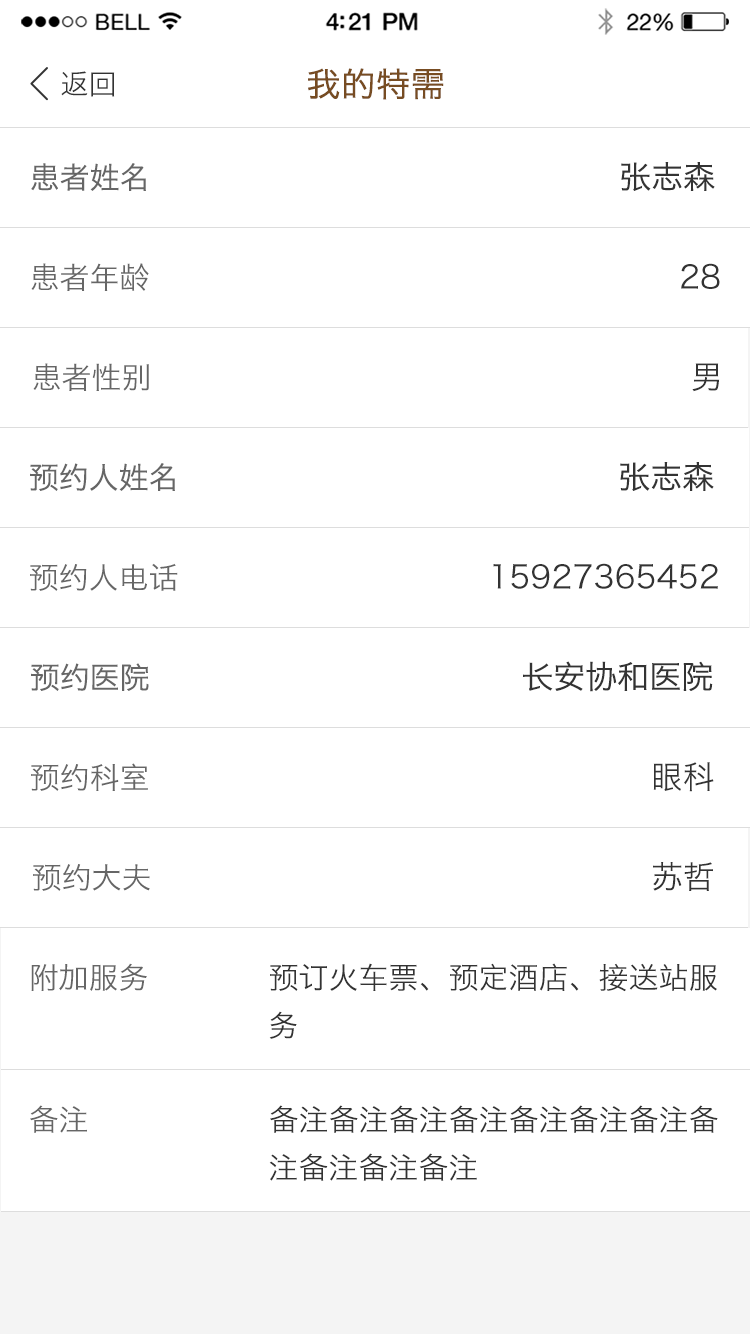 BELL 4:21 PM 22%
返回 我的特需
患者姓名 张志森
患者年龄 28
患者性别 男
预约人姓名 张志森
预约人电话 15927365452
预约医院 长安协和医院
预约科室 眼科
预约大夫 苏哲
附加服务 预订火车票、预定酒店、接送站服
务
备注 备注备注备注备注备注备注备注备
注备注备注备注